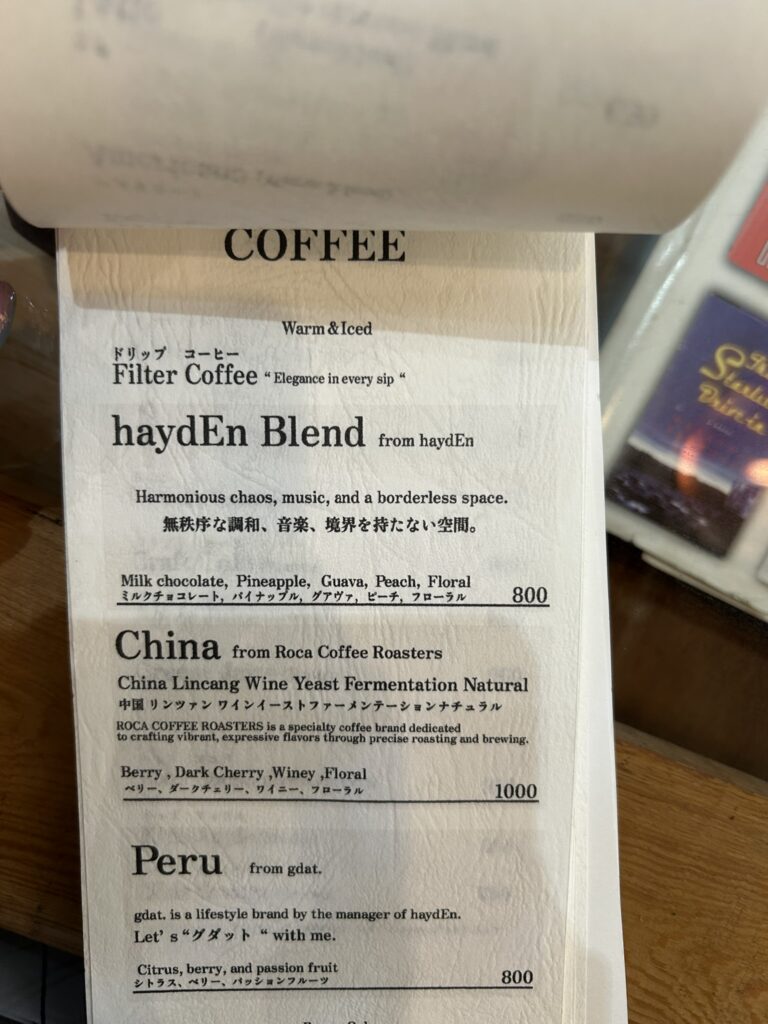 COFFEE
Warm&Iced
ドリップ コーヒー
Filter Coffee “ Elegance in every sip “
haydEn Blend from haydEn
Harmonious chaos, music, and a borderless space.
無秩序な調和、音楽、境界を持たない空間。
Milk chocolate, Pineapple, Guava, Peach, Floral
ミルクチョコレート, パイナップル, グアヴァ, ピーチ, フローラル 800
China from Roca Coffee Roasters
China Lincang Wine Yeast Fermentation Natural
中国 リンツァン ワインイーストファーメンテーションナチュラル
ROCA COFFEE ROASTERS is a specialty coffee brand dedicated
to crafting vibrant, expressive flavors through precise roasting and brewing.
Berry , Dark Cherry ,Winey ,Floral
ベリー、ダークチェリー、ワイニー、フローラル 1000
Peru from gdat.
gdat. is a lifestyle brand by the manager of haydEn.
Let’ s “グダット “ with me.
Citrus, berry, and passion fruit
シトラス、ベリー、パッションフルーツ 800